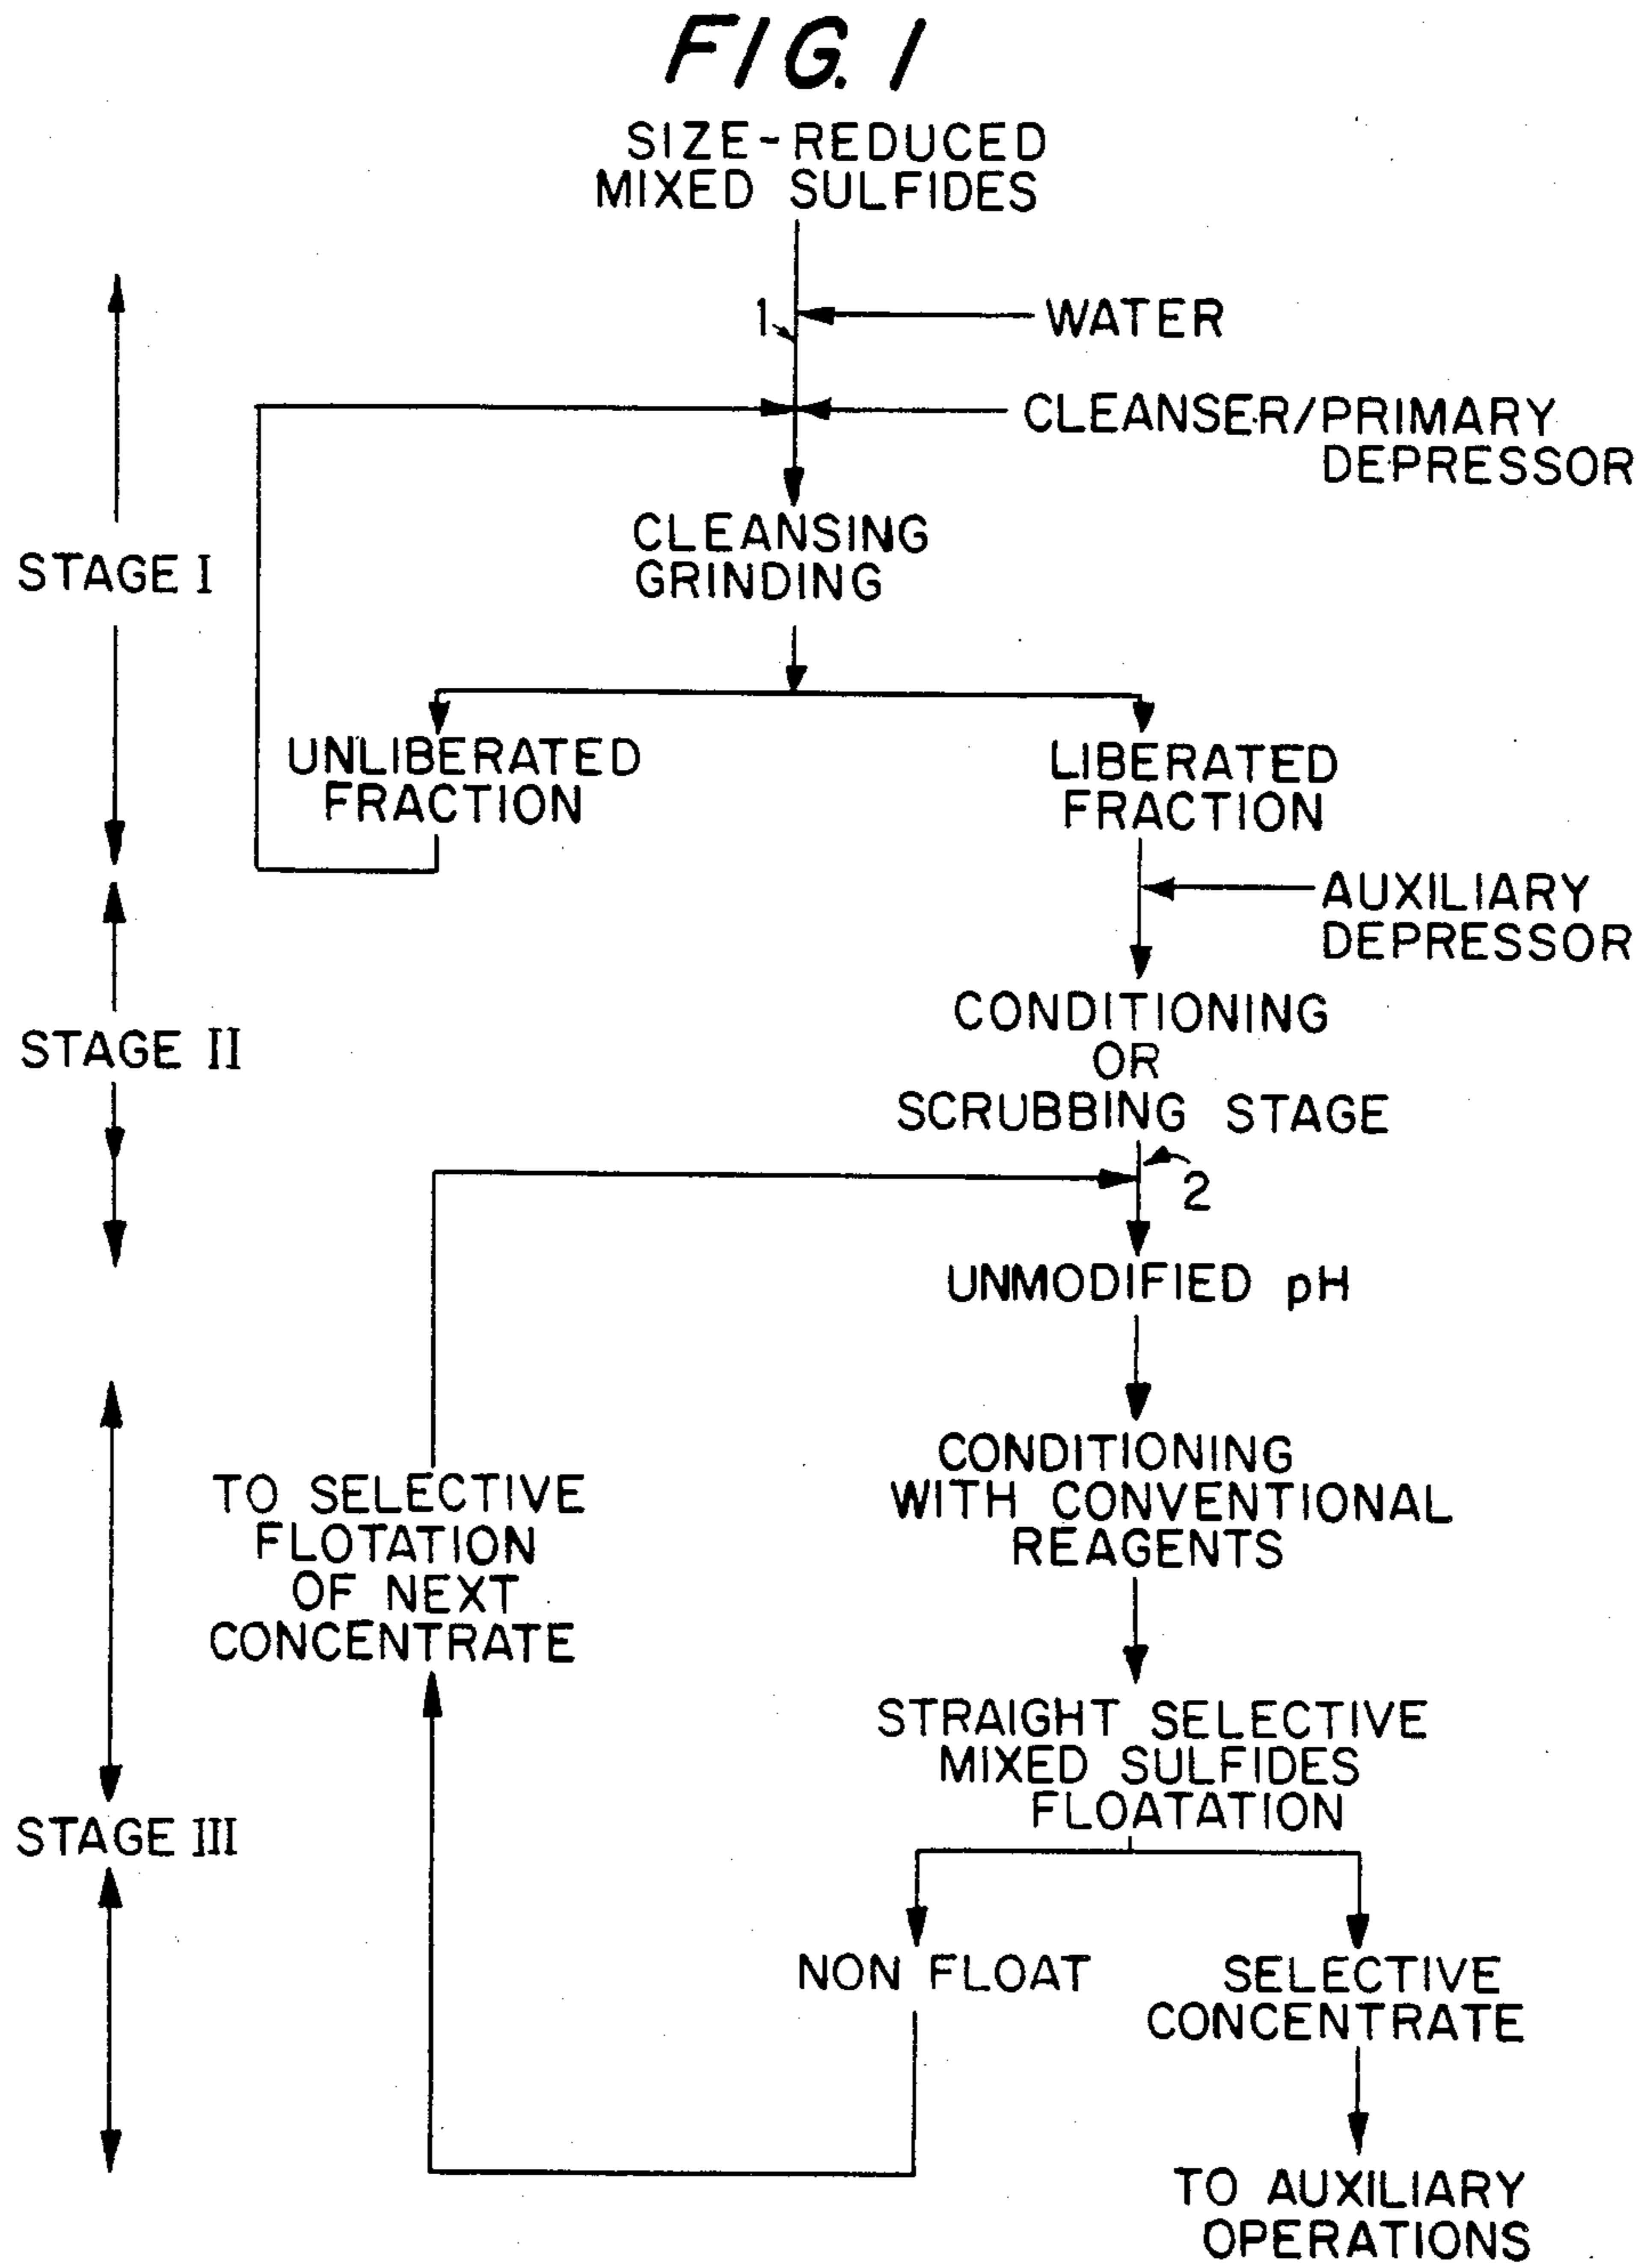 FIG. 1
SIZE-REDUCED
MIXED SULFIDES
1
WATER
CLEANSER/PRIMARY
DEPRESSOR
CLEANSING
GRINDING
STAGE I
UNLIBERATED
FRACTION
LIBERATED
FRACTION
AUXILIARY
DEPRESSOR
CONDITIONING
OR
SCRUBBING STAGE
STAGE II
2
UNMODIFIED pH
CONDITIONING
WITH CONVENTIONAL
REAGENTS
TO SELECTIVE
FLOTATION
OF NEXT
CONCENTRATE
STRAIGHT SELECTIVE
MIXED SULFIDES
FLOATATION
STAGE III
NON FLOAT
SELECTIVE
CONCENTRATE
TO AUXILIARY
OPERATIONS